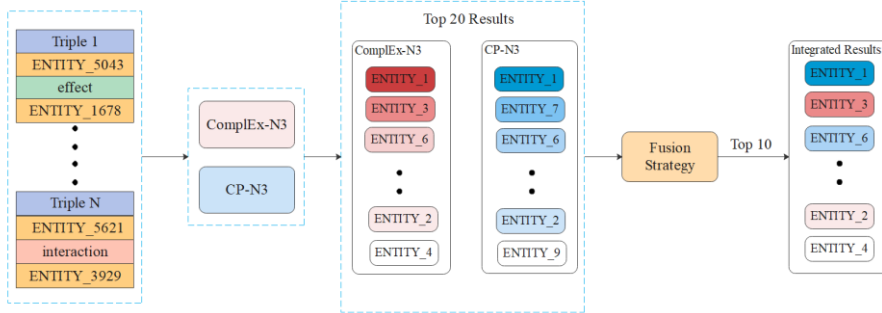 Triple 1
ENTITY_5043
effect
ENTITY_1678
Triple N
ENTITY_5621
interaction
ENTITY_3929
ComplEx-N3
CP-N3
Top 20 Results
ComplEx-N3
ENTITY_1
ENTITY_3
ENTITY_6
ENTITY_2
ENTITY_4
CP-N3
ENTITY_1
ENTITY_7
ENTITY_6
ENTITY_2
ENTITY_9
Fusion
Strategy
Top 10
Integrated Results
ENTITY_1
ENTITY_3
ENTITY_6
ENTITY_2
ENTITY_4